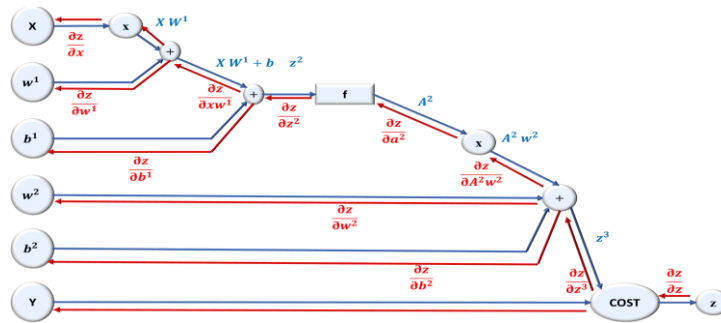 X
x
X W¹
∂z/∂x
+
w¹
∂z/∂w¹
X W¹ + b z²
∂z/∂xw¹
+
∂z/∂z²
f
A²
b¹
∂z/∂b¹
∂z/∂a²
x
A² w²
∂z/∂A²w²
w²
∂z/∂w²
+
b²
∂z/∂b²
z³
∂z/∂z³
∂z/∂z
Y
COST
z